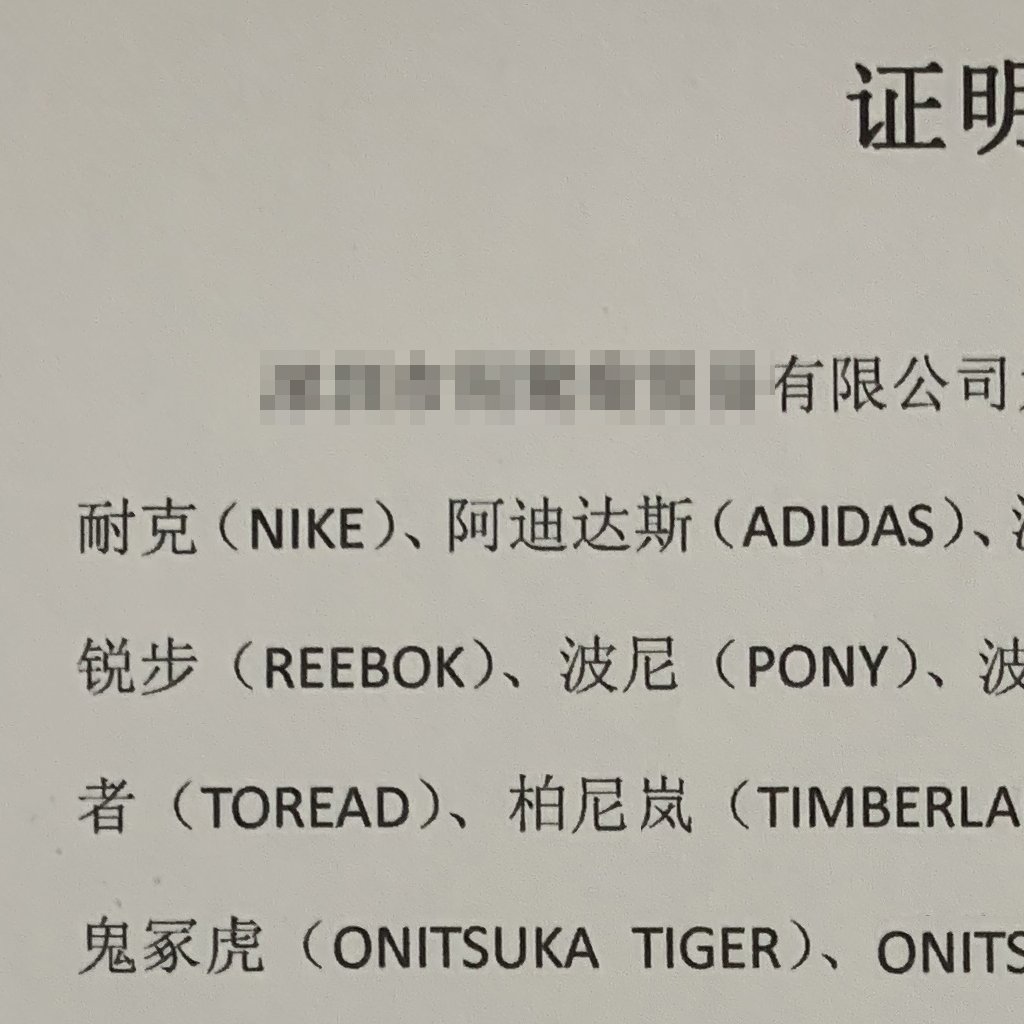 证明
有限公司
耐克（NIKE）、阿迪达斯（ADIDAS）、
锐步（REEBOK）、波尼（PONY）、波
者（TOREAD）、柏尼岚（TIMBERLA
鬼冢虎（ONITSUKA TIGER）、ONITS